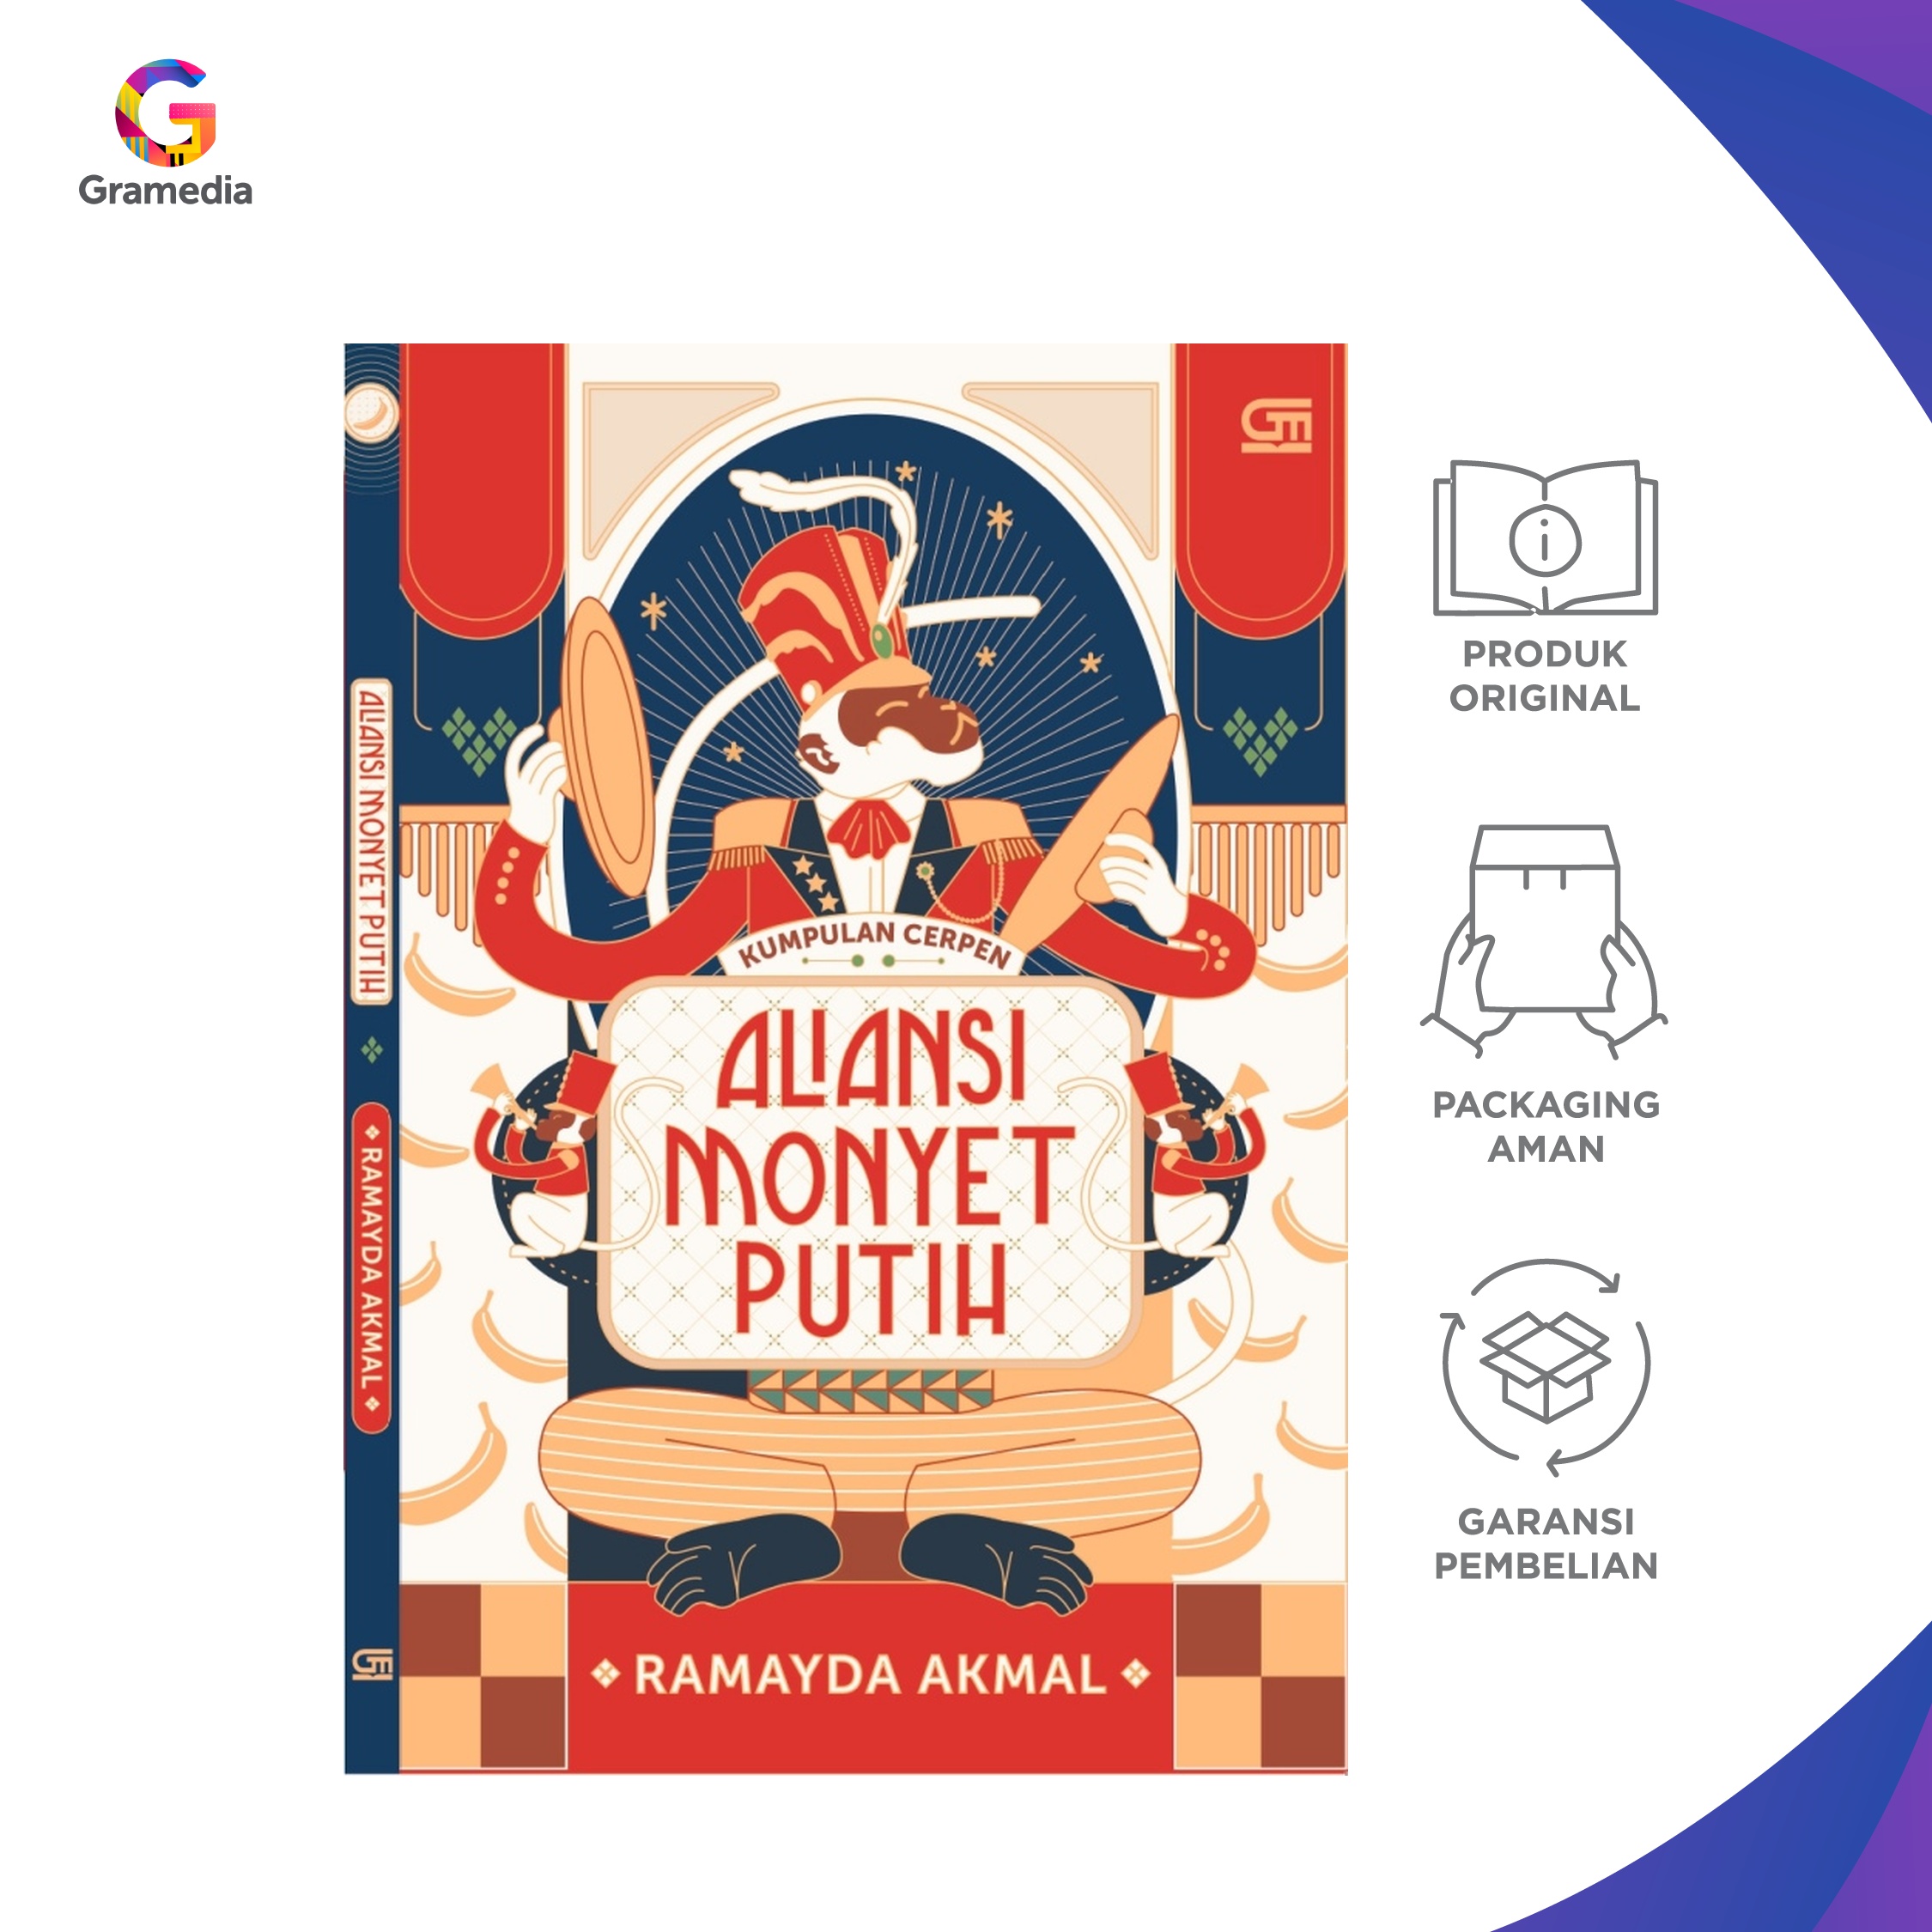 Gramedia
ALIANSI MONYET PUTIH
RAMAYDA AKMAL
KUMPULAN CERPEN
ALIANSI
MONYET
PUTIH
RAMAYDA AKMAL
PRODUK
ORIGINAL
PACKAGING
AMAN
GARANSI
PEMBELIAN